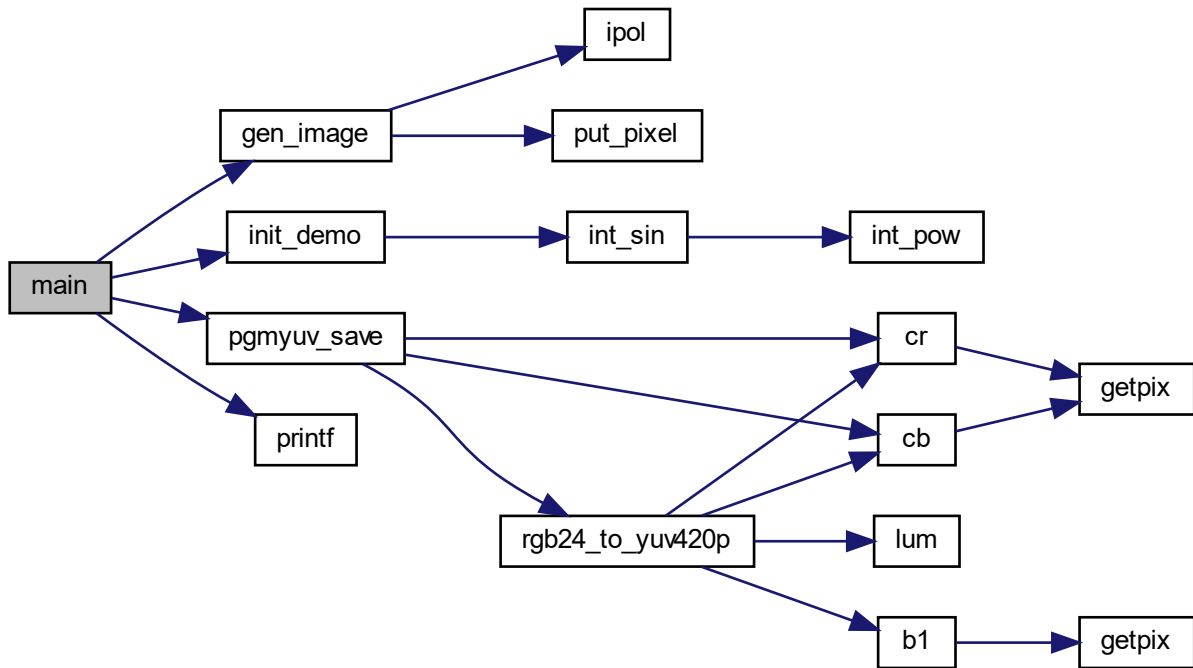 ipol
gen_image
put_pixel
init_demo
int_sin
int_pow
main
pgmyuv_save
cr
getpix
printf
cb
rgb24_to_yuv420p
lum
b1
getpix